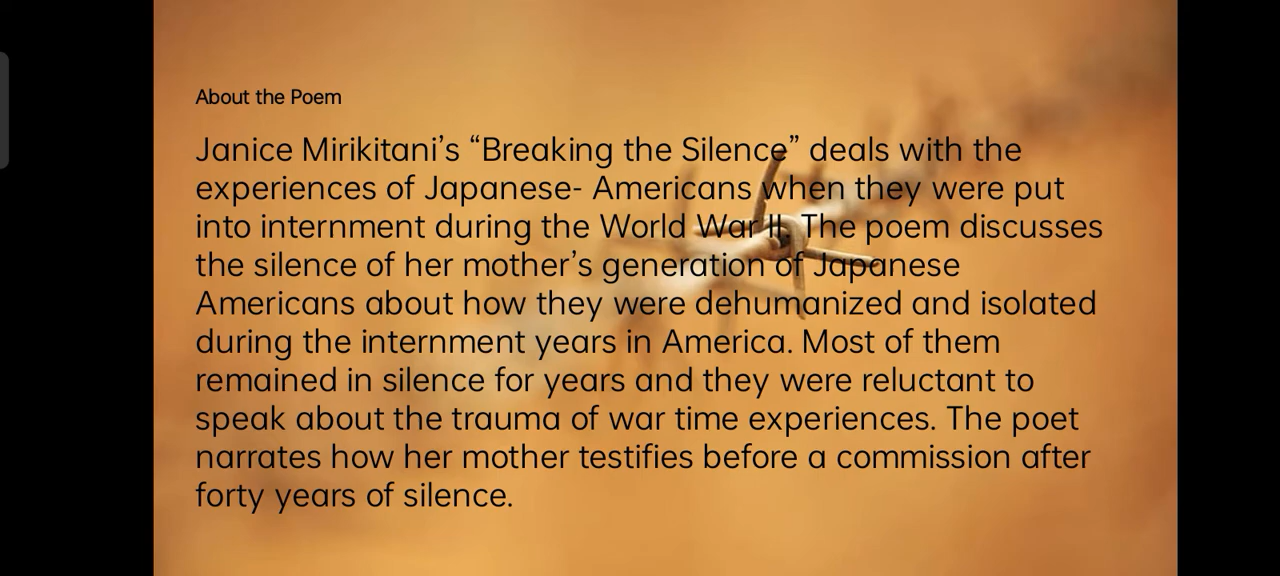 About the Poem
Janice Mirikitani’s “Breaking the Silence” deals with the
experiences of Japanese- Americans when they were put
into internment during the World War II. The poem discusses
the silence of her mother’s generation of Japanese
Americans about how they were dehumanized and isolated
during the internment years in America. Most of them
remained in silence for years and they were reluctant to
speak about the trauma of war time experiences. The poet
narrates how her mother testifies before a commission after
forty years of silence.